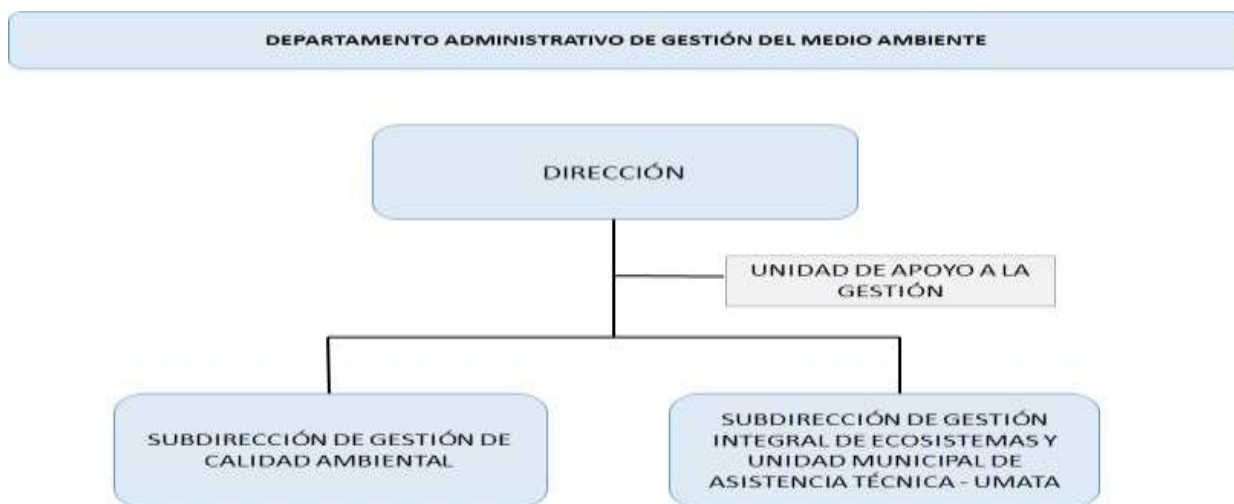 DEPARTAMENTO ADMINISTRATIVO DE GESTIÓN DEL MEDIO AMBIENTE
DIRECCIÓN
UNIDAD DE APOYO A LA
GESTIÓN
SUBDIRECCIÓN DE GESTIÓN DE
CALIDAD AMBIENTAL
SUBDIRECCIÓN DE GESTIÓN
INTEGRAL DE ECOSISTEMAS Y
UNIDAD MUNICIPAL DE
ASISTENCIA TÉCNICA - UMATA